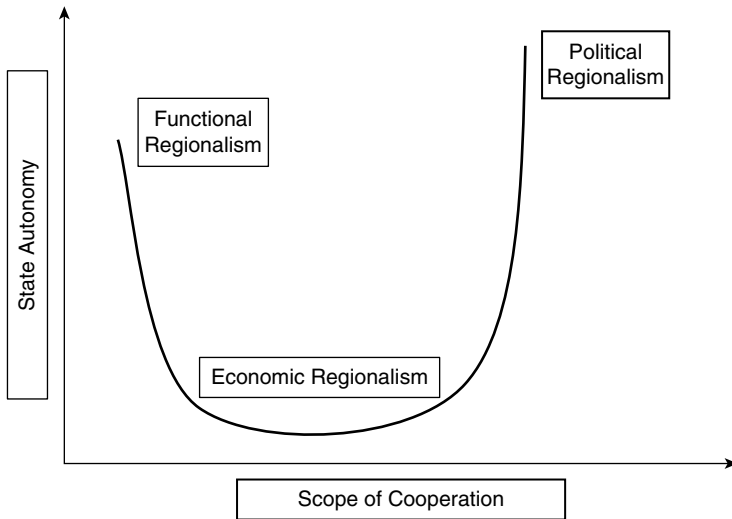 Political
Regionalism
Functional
Regionalism
State Autonomy
Economic Regionalism
Scope of Cooperation